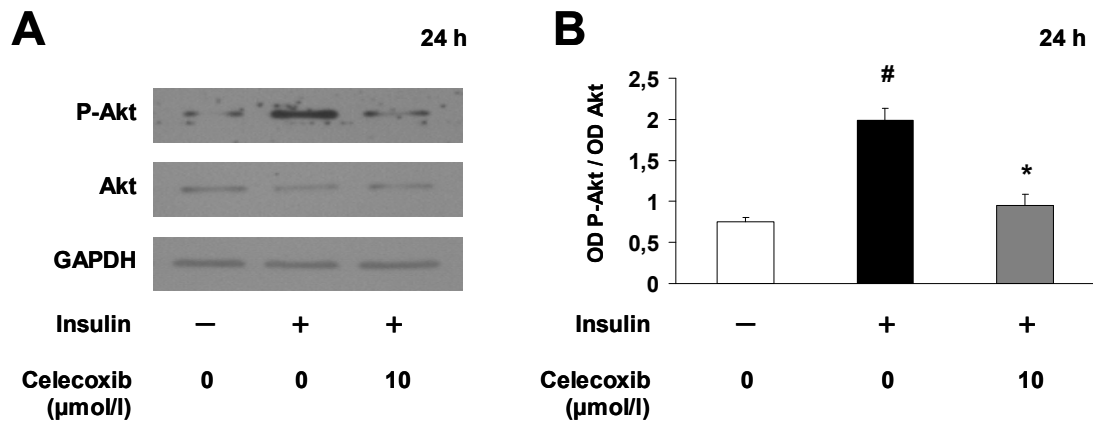 A
24 h
P-Akt
Akt
GAPDH
Insulin − + +
Celecoxib 0 0 10
(µmol/l)
B
24 h
OD P-Akt / OD Akt
2,5
2
1,5
1
0,5
0
#
*
Insulin − + +
Celecoxib 0 0 10
(µmol/l)